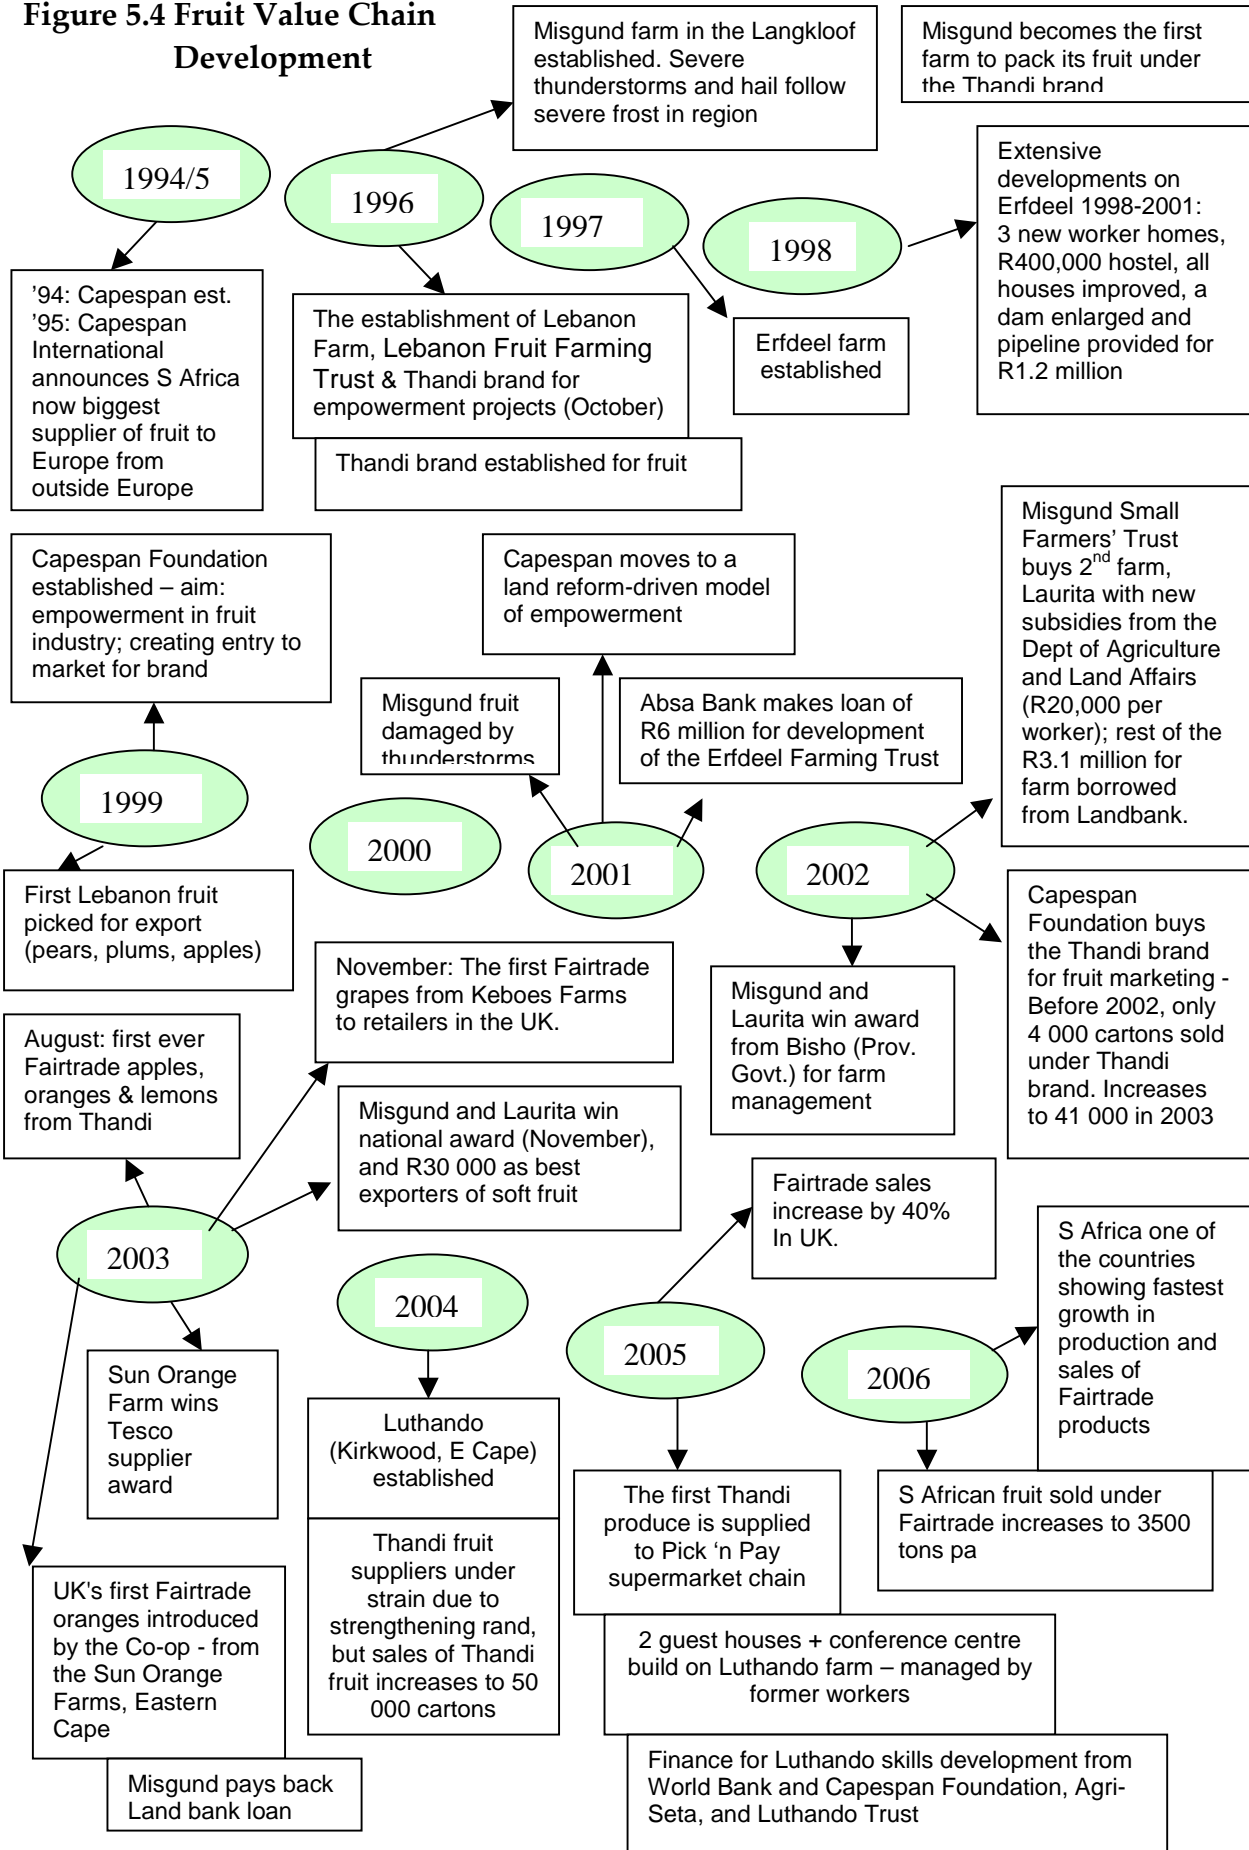 Figure 5.4 Fruit Value Chain
Development
Misgund farm in the Langkloof
established. Severe
thunderstorms and hail follow
severe frost in region
Misgund becomes the first
farm to pack its fruit under
the Thandi brand
1994/5
1996
1997
1998
Extensive
developments on
Erfdeel 1998-2001:
3 new worker homes,
R400,000 hostel, all
houses improved, a
dam enlarged and
pipeline provided for
R1.2 million
’94: Capespan est.
’95: Capespan
International
announces S Africa
now biggest
supplier of fruit to
Europe from
outside Europe
The establishment of Lebanon
Farm, Lebanon Fruit Farming
Trust & Thandi brand for
empowerment projects (October)
Thandi brand established for fruit
Erfdeel farm
established
Capespan Foundation
established – aim:
empowerment in fruit
industry; creating entry to
market for brand
Capespan moves to a
land reform-driven model
of empowerment
Misgund Small
Farmers’ Trust
buys 2nd farm,
Laurita with new
subsidies from the
Dept of Agriculture
and Land Affairs
(R20,000 per
worker); rest of the
R3.1 million for
farm borrowed
from Landbank.
Misgund fruit
damaged by
thunderstorms
Absa Bank makes loan of
R6 million for development
of the Erfdeel Farming Trust
1999
2000
2001
2002
First Lebanon fruit
picked for export
(pears, plums, apples)
Capespan
Foundation buys
the Thandi brand
for fruit marketing -
Before 2002, only
4 000 cartons sold
under Thandi
brand. Increases
to 41 000 in 2003
November: The first Fairtrade
grapes from Keboes Farms
to retailers in the UK.
Misgund and
Laurita win award
from Bisho (Prov.
Govt.) for farm
management
August: first ever
Fairtrade apples,
oranges & lemons
from Thandi
Misgund and Laurita win
national award (November),
and R30 000 as best
exporters of soft fruit
Fairtrade sales
increase by 40%
In UK.
S Africa one of
the countries
showing fastest
growth in
production and
sales of
Fairtrade
products
2003
2004
2005
2006
Sun Orange
Farm wins
Tesco
supplier
award
Luthando
(Kirkwood, E Cape)
established
Thandi fruit
suppliers under
strain due to
strengthening rand,
but sales of Thandi
fruit increases to 50
000 cartons
The first Thandi
produce is supplied
to Pick ‘n Pay
supermarket chain
S African fruit sold under
Fairtrade increases to 3500
tons pa
UK's first Fairtrade
oranges introduced
by the Co-op - from
the Sun Orange
Farms, Eastern
Cape
2 guest houses + conference centre
build on Luthando farm – managed by
former workers
Misgund pays back
Land bank loan
Finance for Luthando skills development from
World Bank and Capespan Foundation, Agri-
Seta, and Luthando Trust